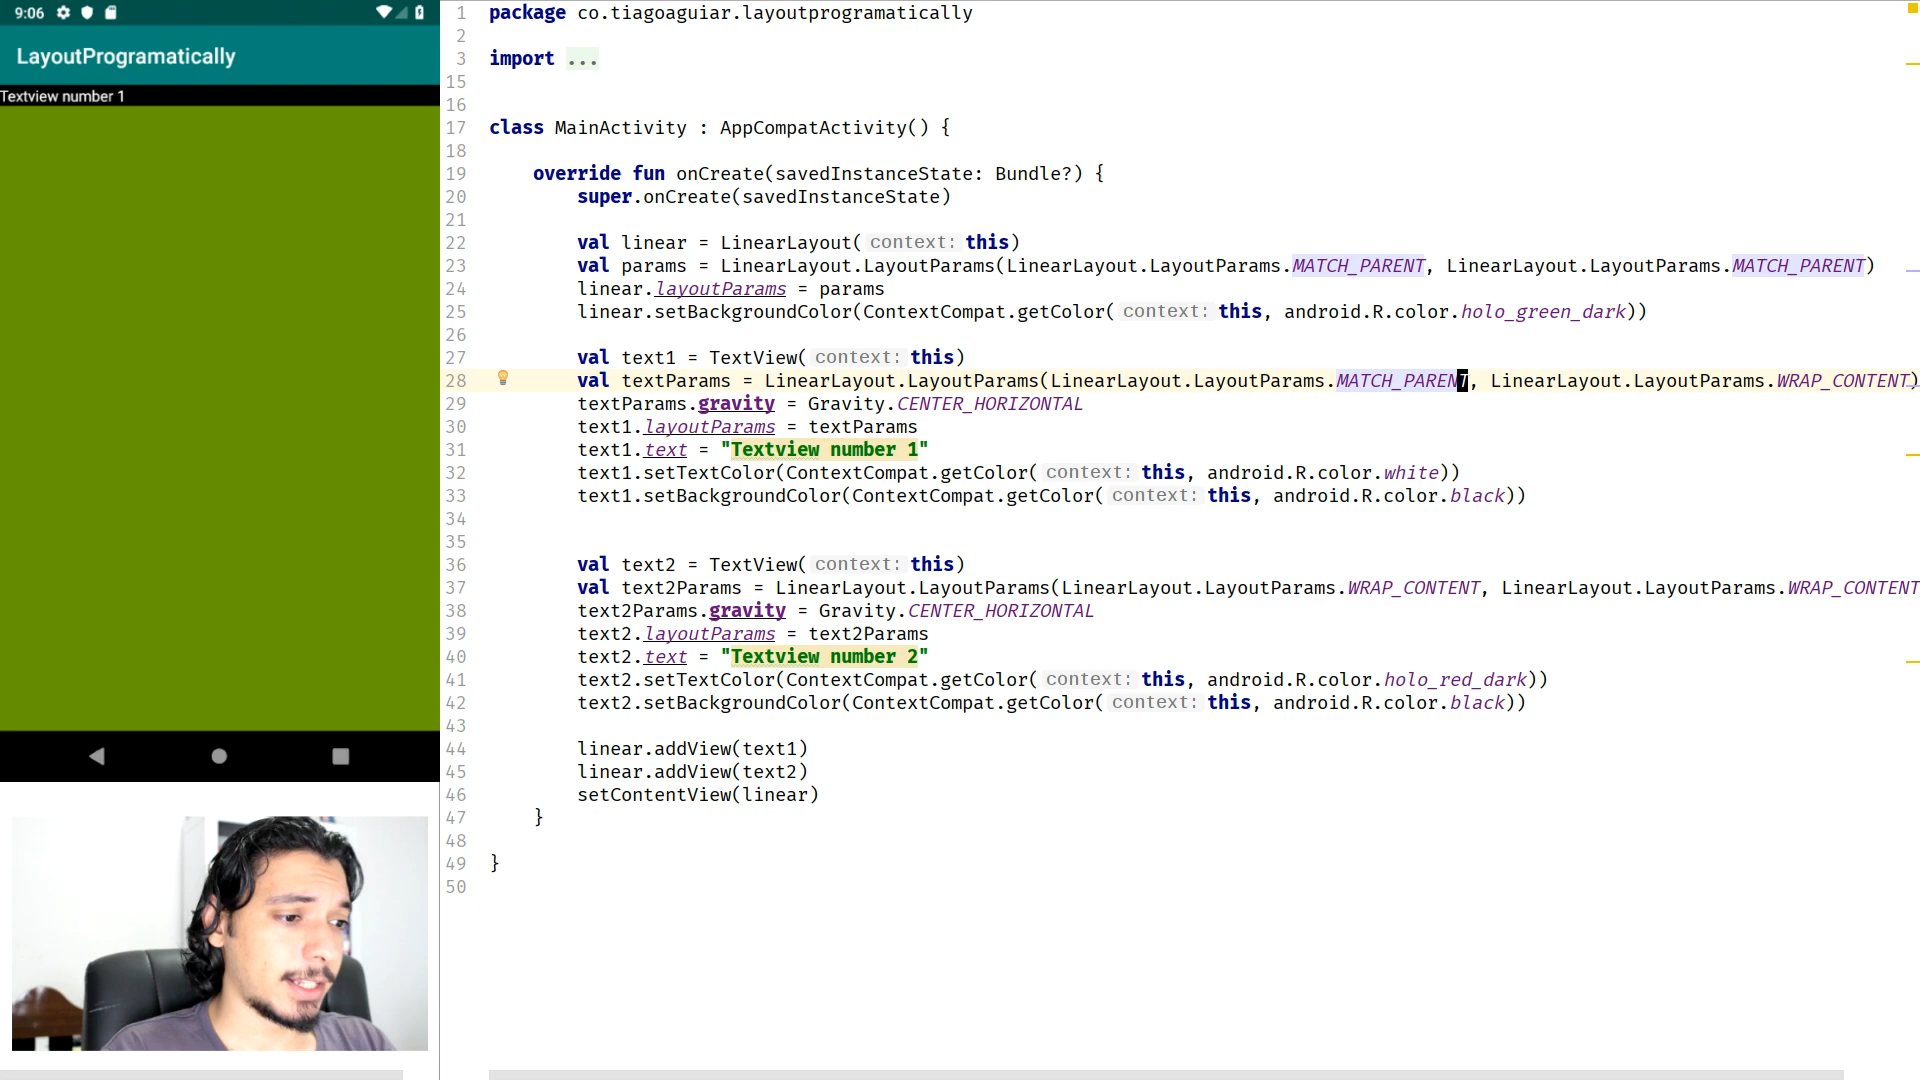 9:06
LayoutProgramatically
Textview number 1
1 package co.tiagoaguiar.layoutprogramatically
2
3 import ...
15
16
17 class MainActivity : AppCompatActivity() {
18
19 override fun onCreate(savedInstanceState: Bundle?) {
20 super.onCreate(savedInstanceState)
21
22 val linear = LinearLayout( context: this)
23 val params = LinearLayout.LayoutParams(LinearLayout.LayoutParams.MATCH_PARENT, LinearLayout.LayoutParams.MATCH_PARENT)
24 linear.layoutParams = params
25 linear.setBackgroundColor(ContextCompat.getColor( context: this, android.R.color.holo_green_dark))
26
27 val text1 = TextView( context: this)
28 val textParams = LinearLayout.LayoutParams(LinearLayout.LayoutParams.MATCH_PARENT, LinearLayout.LayoutParams.WRAP_CONTENT)
29 textParams.gravity = Gravity.CENTER_HORIZONTAL
30 text1.layoutParams = textParams
31 text1.text = "Textview number 1"
32 text1.setTextColor(ContextCompat.getColor( context: this, android.R.color.white))
33 text1.setBackgroundColor(ContextCompat.getColor( context: this, android.R.color.black))
34
35
36 val text2 = TextView( context: this)
37 val text2Params = LinearLayout.LayoutParams(LinearLayout.LayoutParams.WRAP_CONTENT, LinearLayout.LayoutParams.WRAP_CONTENT
38 text2Params.gravity = Gravity.CENTER_HORIZONTAL
39 text2.layoutParams = text2Params
40 text2.text = "Textview number 2"
41 text2.setTextColor(ContextCompat.getColor( context: this, android.R.color.holo_red_dark))
42 text2.setBackgroundColor(ContextCompat.getColor( context: this, android.R.color.black))
43
44 linear.addView(text1)
45 linear.addView(text2)
46 setContentView(linear)
47 }
48
49 }
50